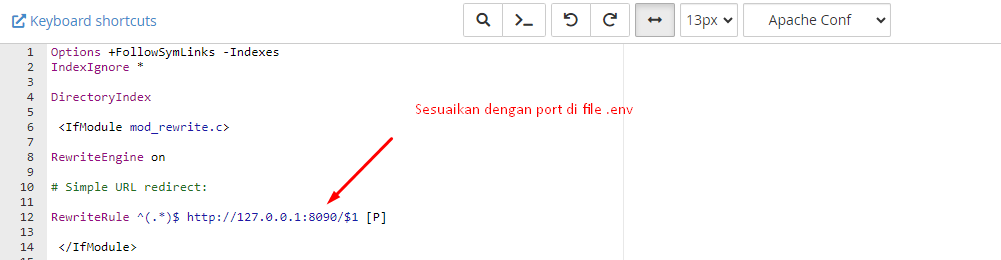 Keyboard shortcuts
13px
Apache Conf
1 Options +FollowSymLinks -Indexes
2 IndexIgnore *
3
4 DirectoryIndex
Sesuaikan dengan port di file .env
5
6 <IfModule mod_rewrite.c>
7
8 RewriteEngine on
9
10 # Simple URL redirect:
11
12 RewriteRule ^(.*)$ http://127.0.0.1:8090/$1 [P]
13
14 </IfModule>
15